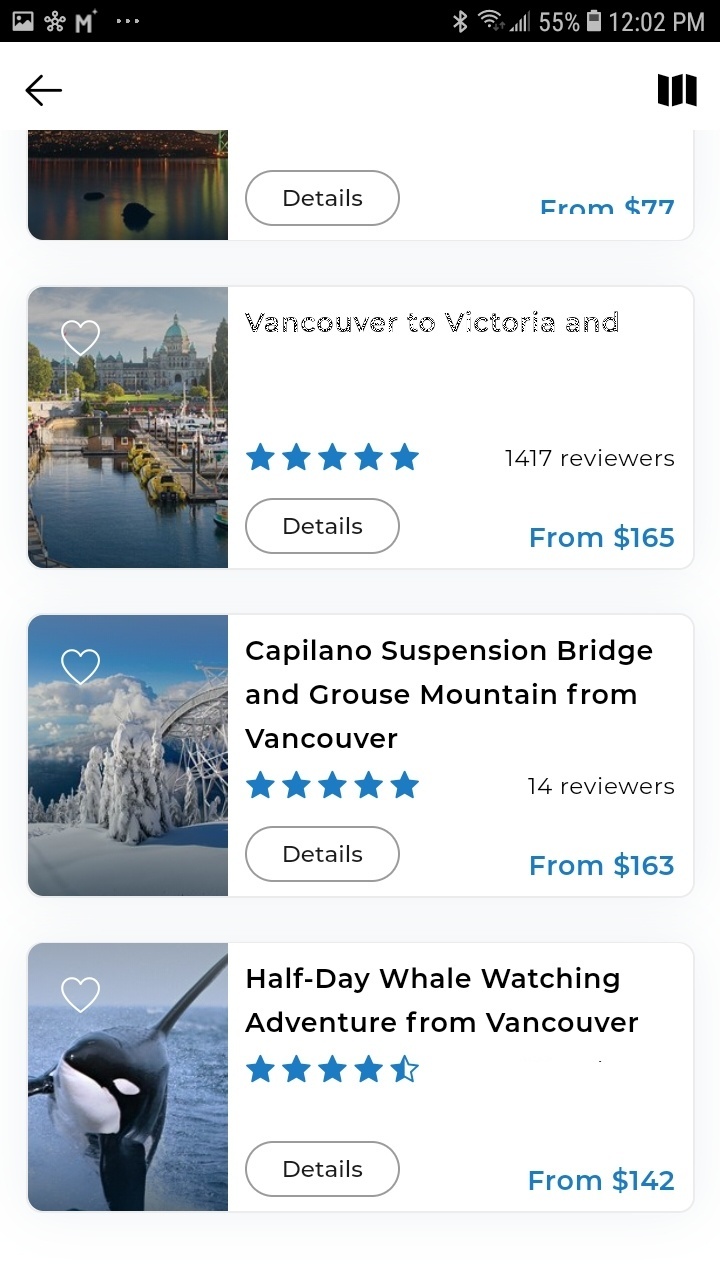 55% 12:02 PM
Details
From $77
Vancouver to Victoria and
1417 reviewers
Details
From $165
Capilano Suspension Bridge
and Grouse Mountain from
Vancouver
14 reviewers
Details
From $163
Half-Day Whale Watching
Adventure from Vancouver
Details
From $142